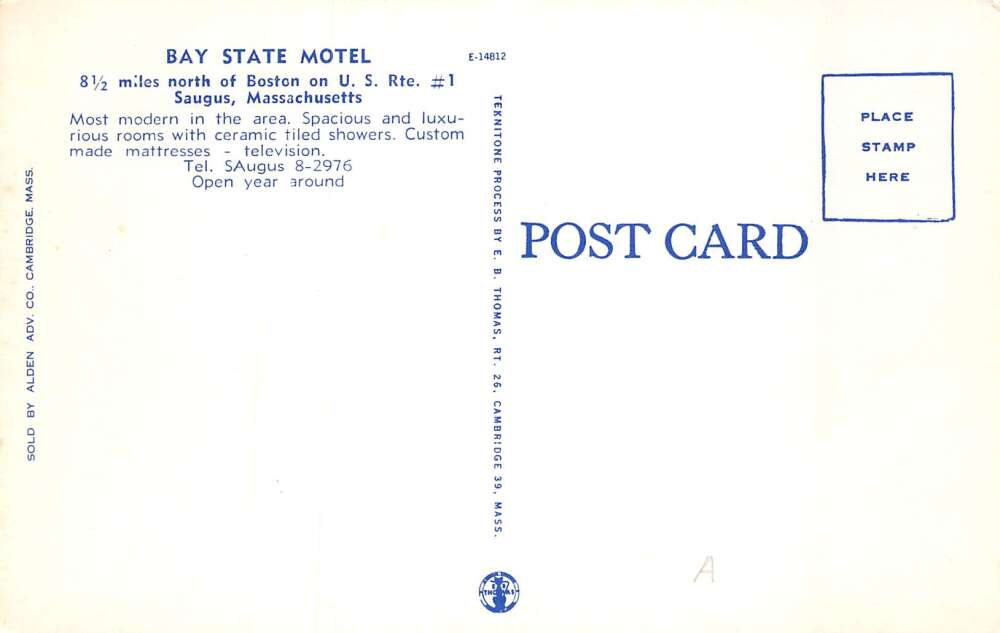 BAY STATE MOTEL
8½ miles north of Boston on U. S. Rte. #1
Saugus, Massachusetts
Most modern in the area. Spacious and luxu-
rious rooms with ceramic tiled showers. Custom
made mattresses - television.
Tel. SAugus 8-2976
Open year around
SOLD BY ALDEN ADV. CO., CAMBRIDGE, MASS.
E-14812
TEKNITONE PROCESS BY E. B. THOMAS, RT. 26, CAMBRIDGE 39, MASS.
THOMAS
POST CARD
PLACE
STAMP
HERE
A